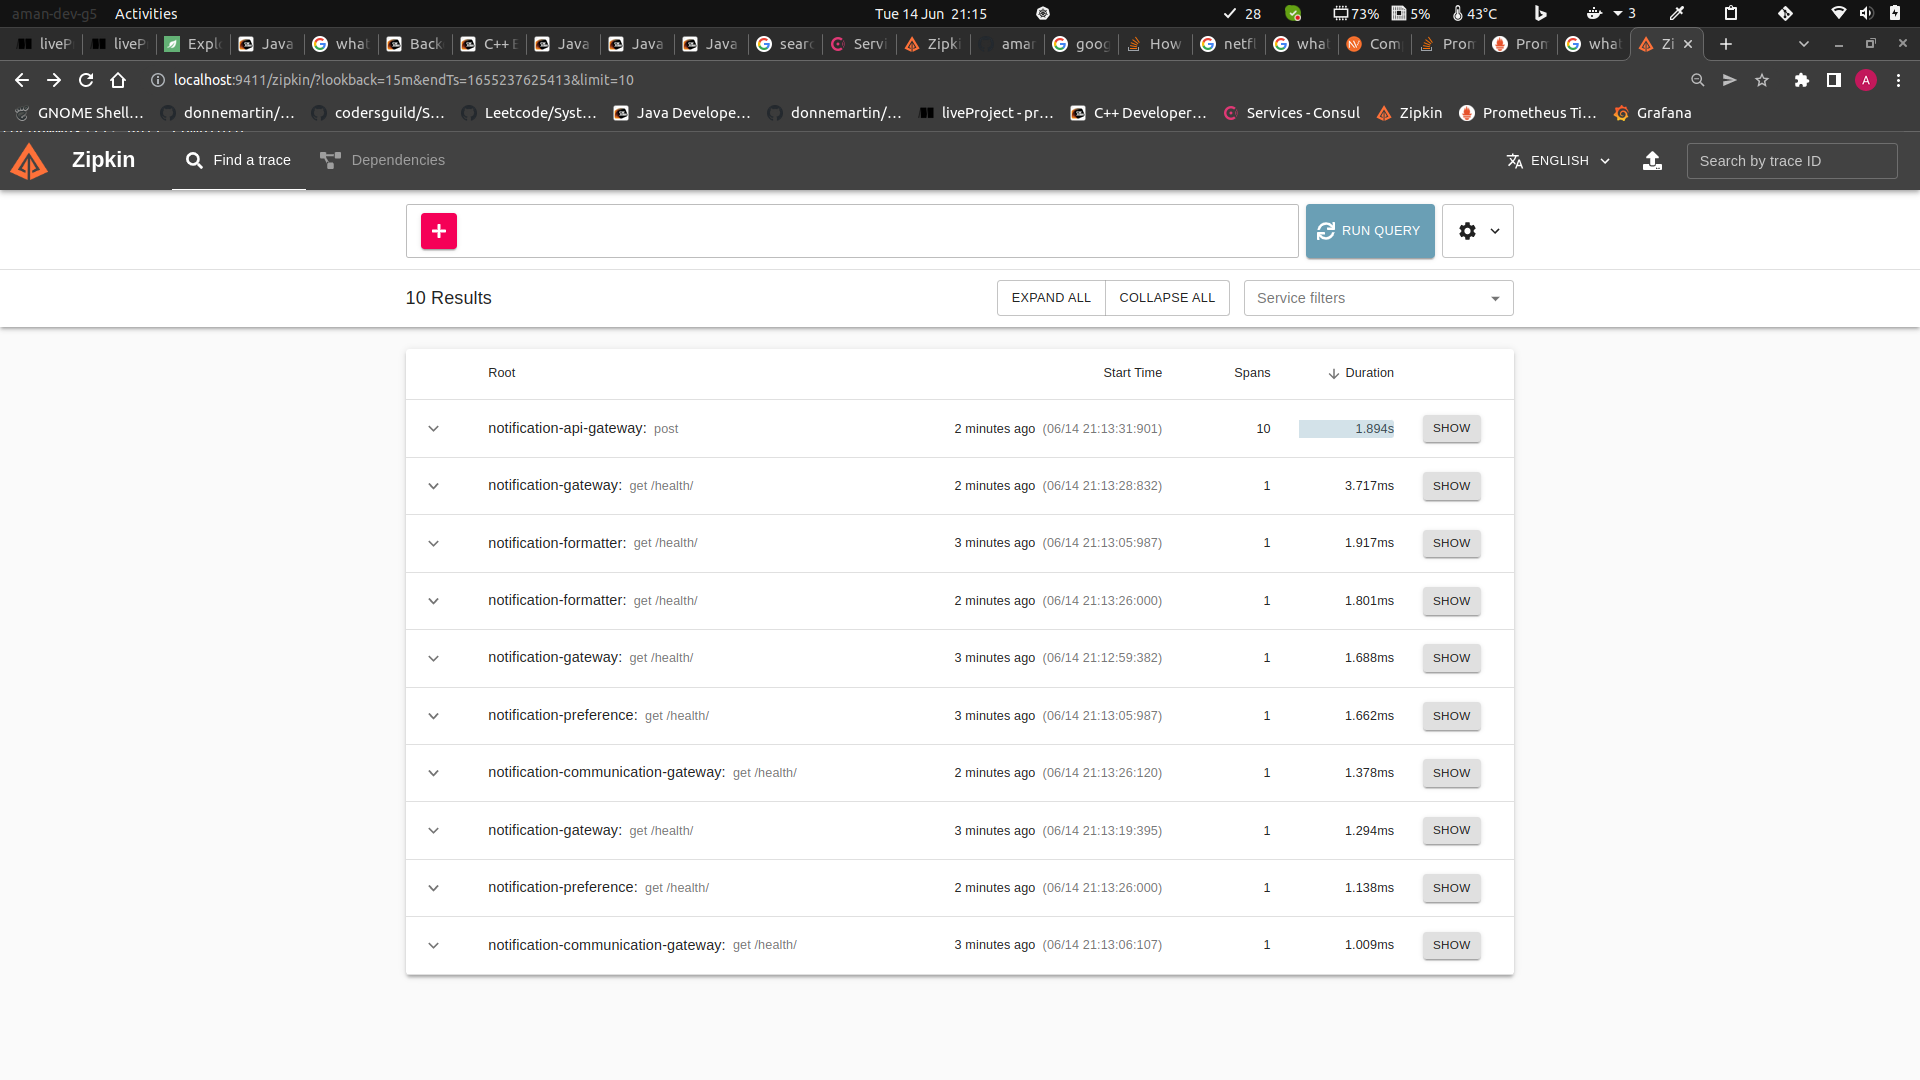 aman-dev-g5 Activities Tue 14 Jun 21:15 28 73% 5% 43°C 3
liveP liveP Explo Java what Back C++ E Java Java Java searc Servi Zipki aman goog How netfl what Com Prom Prom what Zi
localhost:9411/zipkin/?lookback=15m&endTs=1655237625413&limit=10 A
GNOME Shell... donnemartin/... codersguild/S... Leetcode/Syst... Java Develope... donnemartin/... liveProject - pr... C++ Developer... Services - Consul Zipkin Prometheus Ti... Grafana
Zipkin Find a trace Dependencies ENGLISH Search by trace ID
+ RUN QUERY
10 Results EXPAND ALL COLLAPSE ALL Service filters
Root Start Time Spans Duration
notification-api-gateway: post 2 minutes ago (06/14 21:13:31:901) 10 1.894s SHOW
notification-gateway: get /health/ 2 minutes ago (06/14 21:13:28:832) 1 3.717ms SHOW
notification-formatter: get /health/ 3 minutes ago (06/14 21:13:05:987) 1 1.917ms SHOW
notification-formatter: get /health/ 2 minutes ago (06/14 21:13:26:000) 1 1.801ms SHOW
notification-gateway: get /health/ 3 minutes ago (06/14 21:12:59:382) 1 1.688ms SHOW
notification-preference: get /health/ 3 minutes ago (06/14 21:13:05:987) 1 1.662ms SHOW
notification-communication-gateway: get /health/ 2 minutes ago (06/14 21:13:26:120) 1 1.378ms SHOW
notification-gateway: get /health/ 3 minutes ago (06/14 21:13:19:395) 1 1.294ms SHOW
notification-preference: get /health/ 2 minutes ago (06/14 21:13:26:000) 1 1.138ms SHOW
notification-communication-gateway: get /health/ 3 minutes ago (06/14 21:13:06:107) 1 1.009ms SHOW